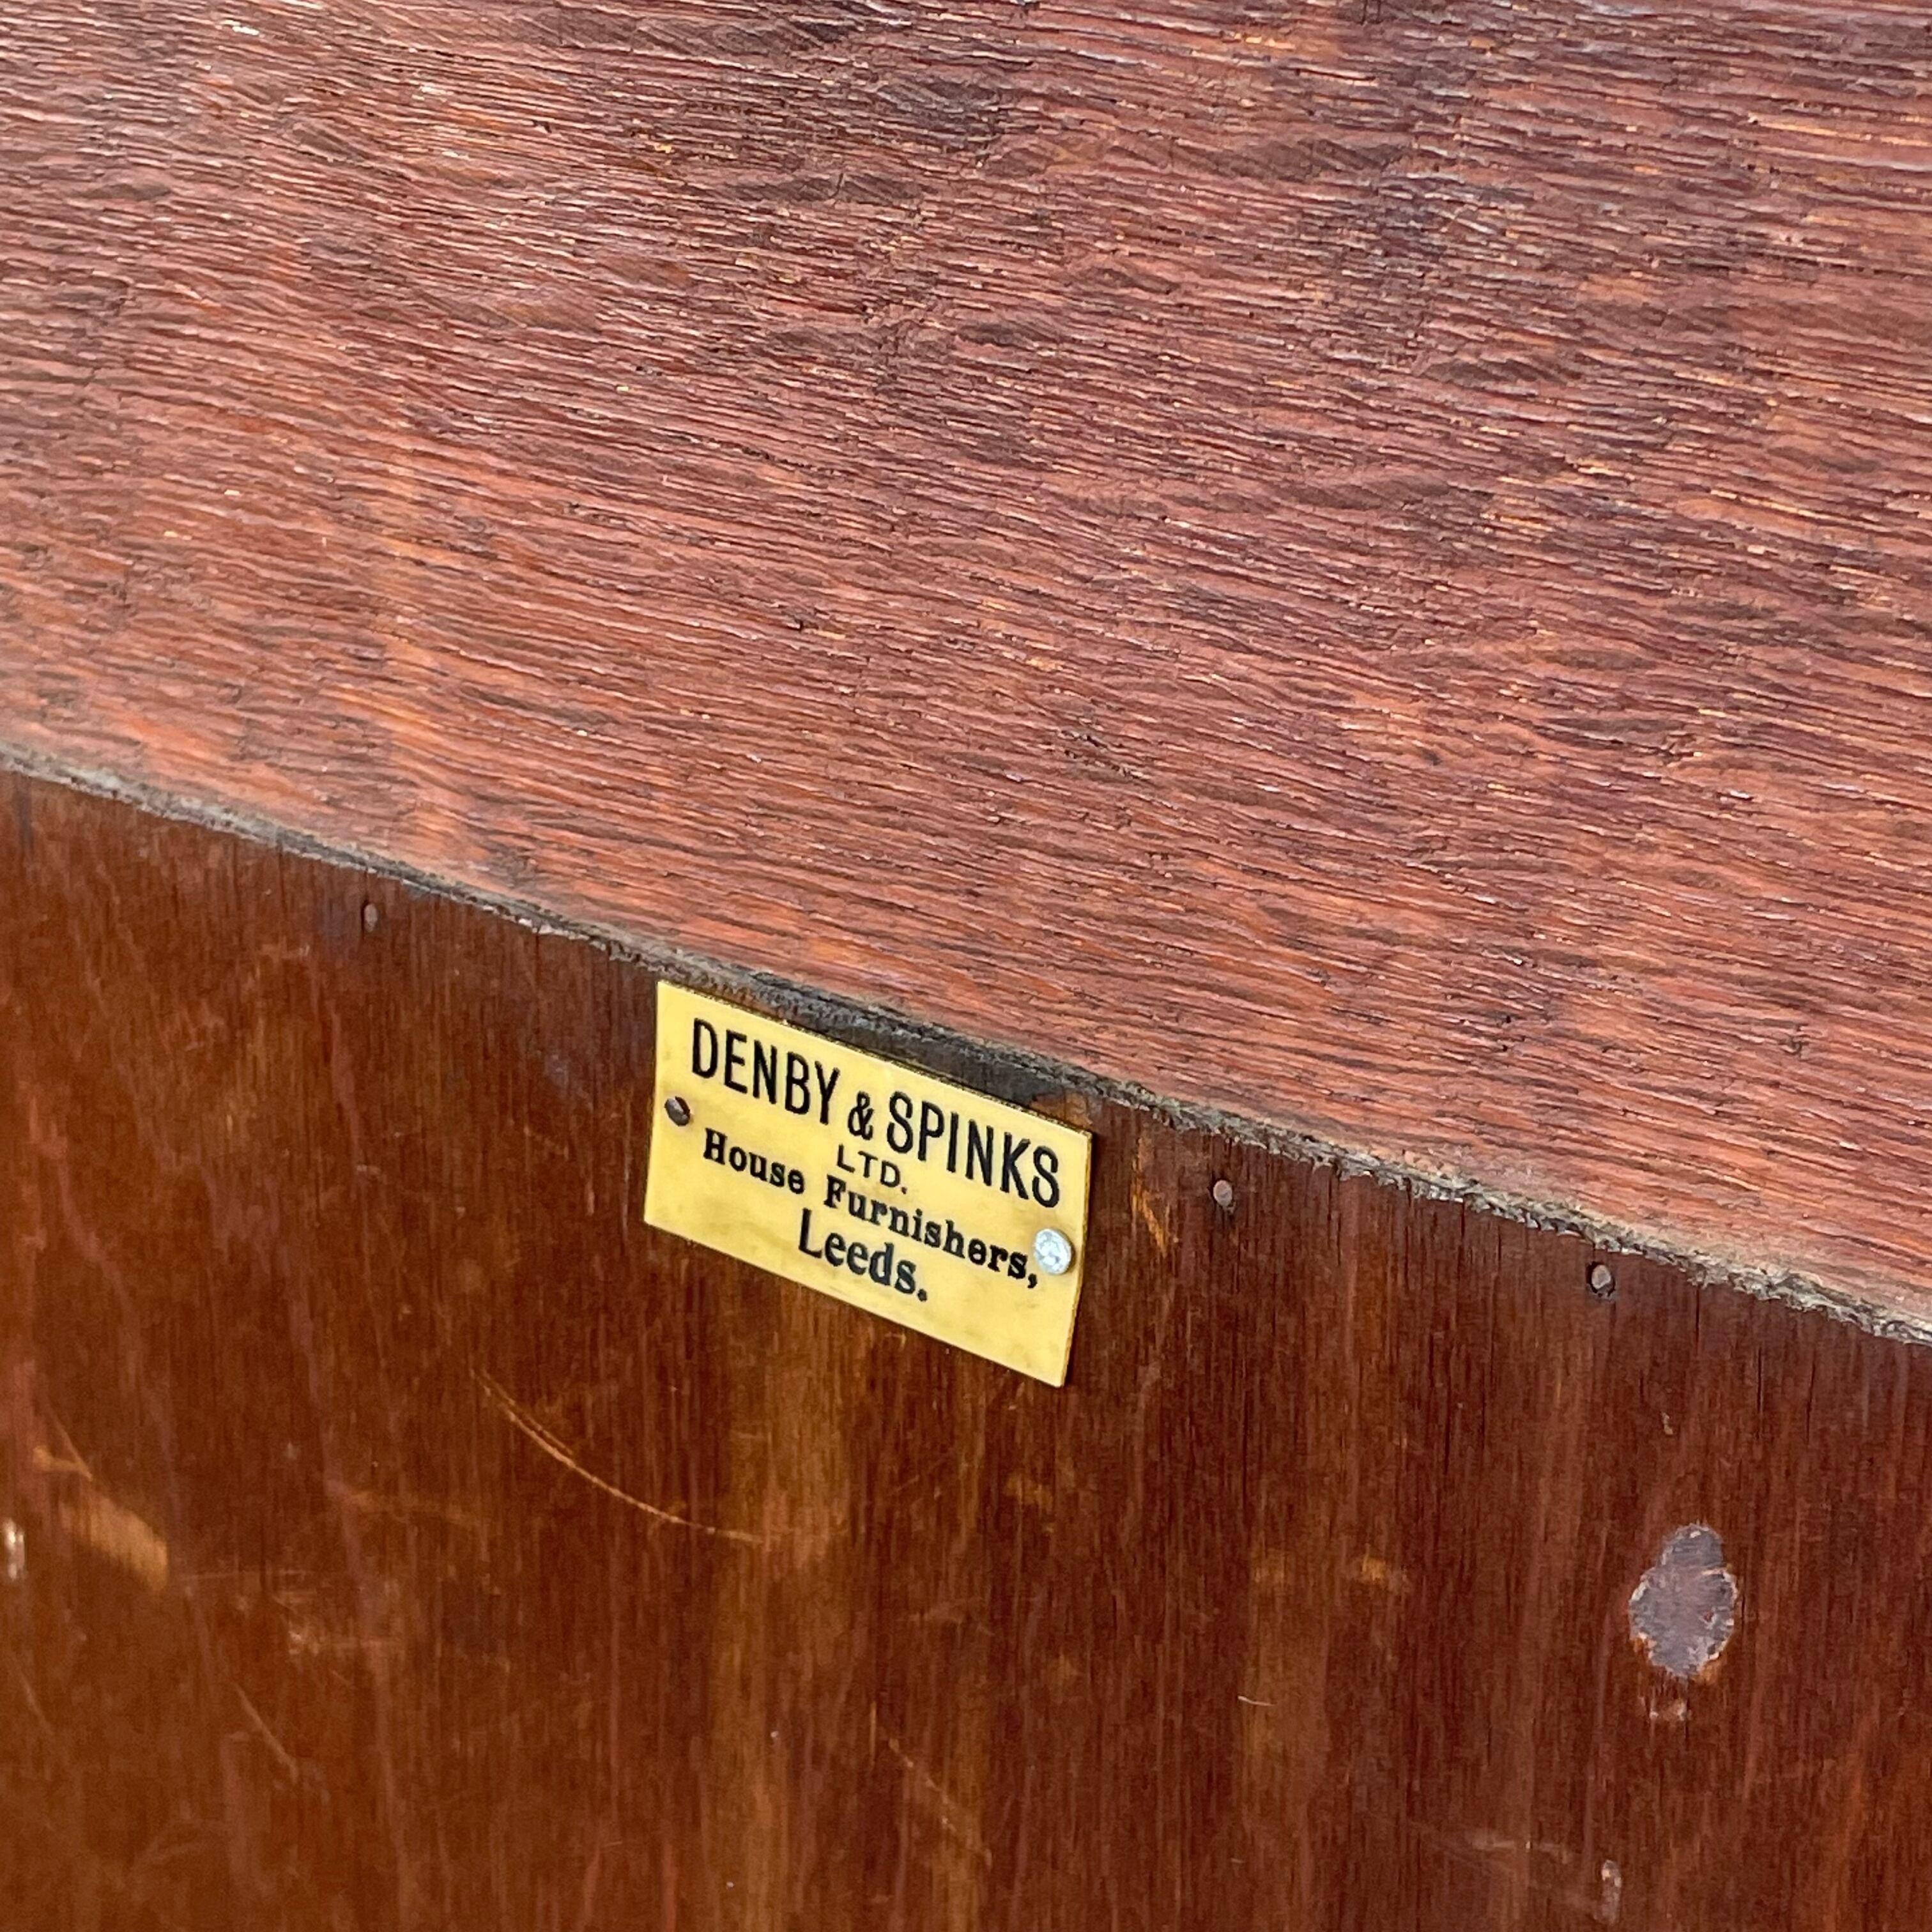 DENBY & SPINKS
LTD.
House Furnishers,
Leeds.